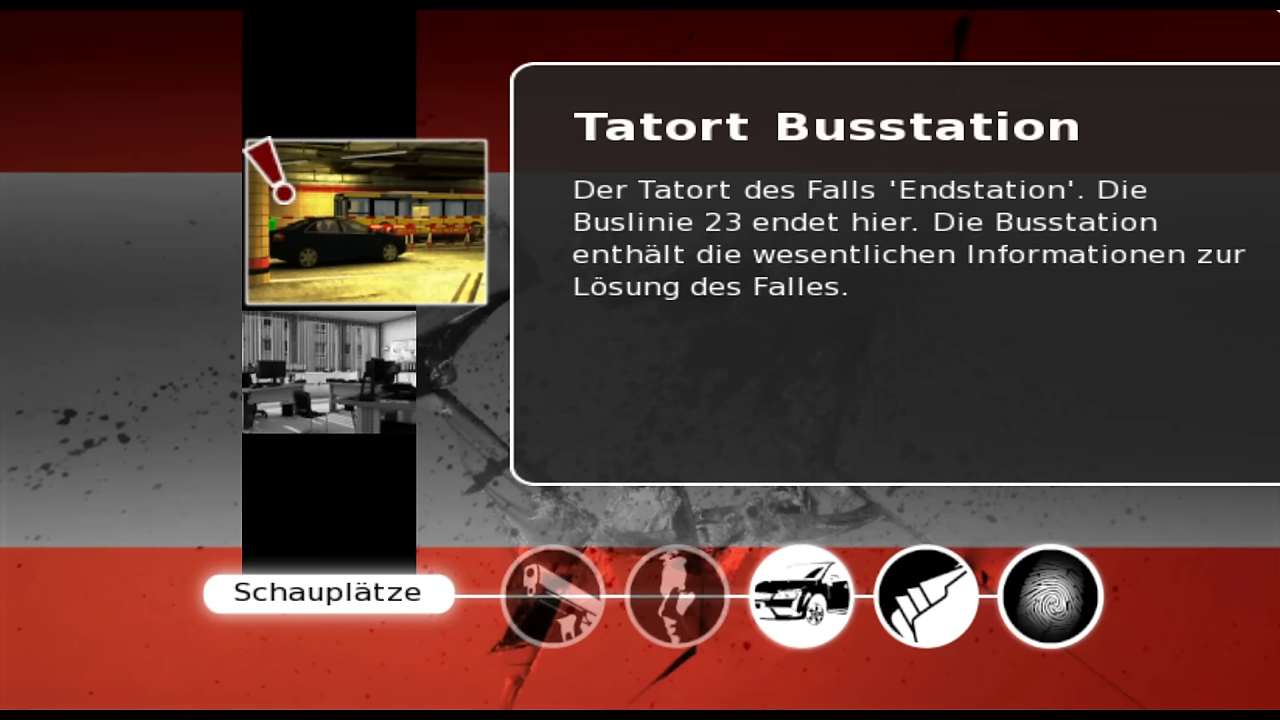 Tatort Busstation
Der Tatort des Falls 'Endstation'. Die
Buslinie 23 endet hier. Die Busstation
enthält die wesentlichen Informationen zur
Lösung des Falles.
Schauplätze